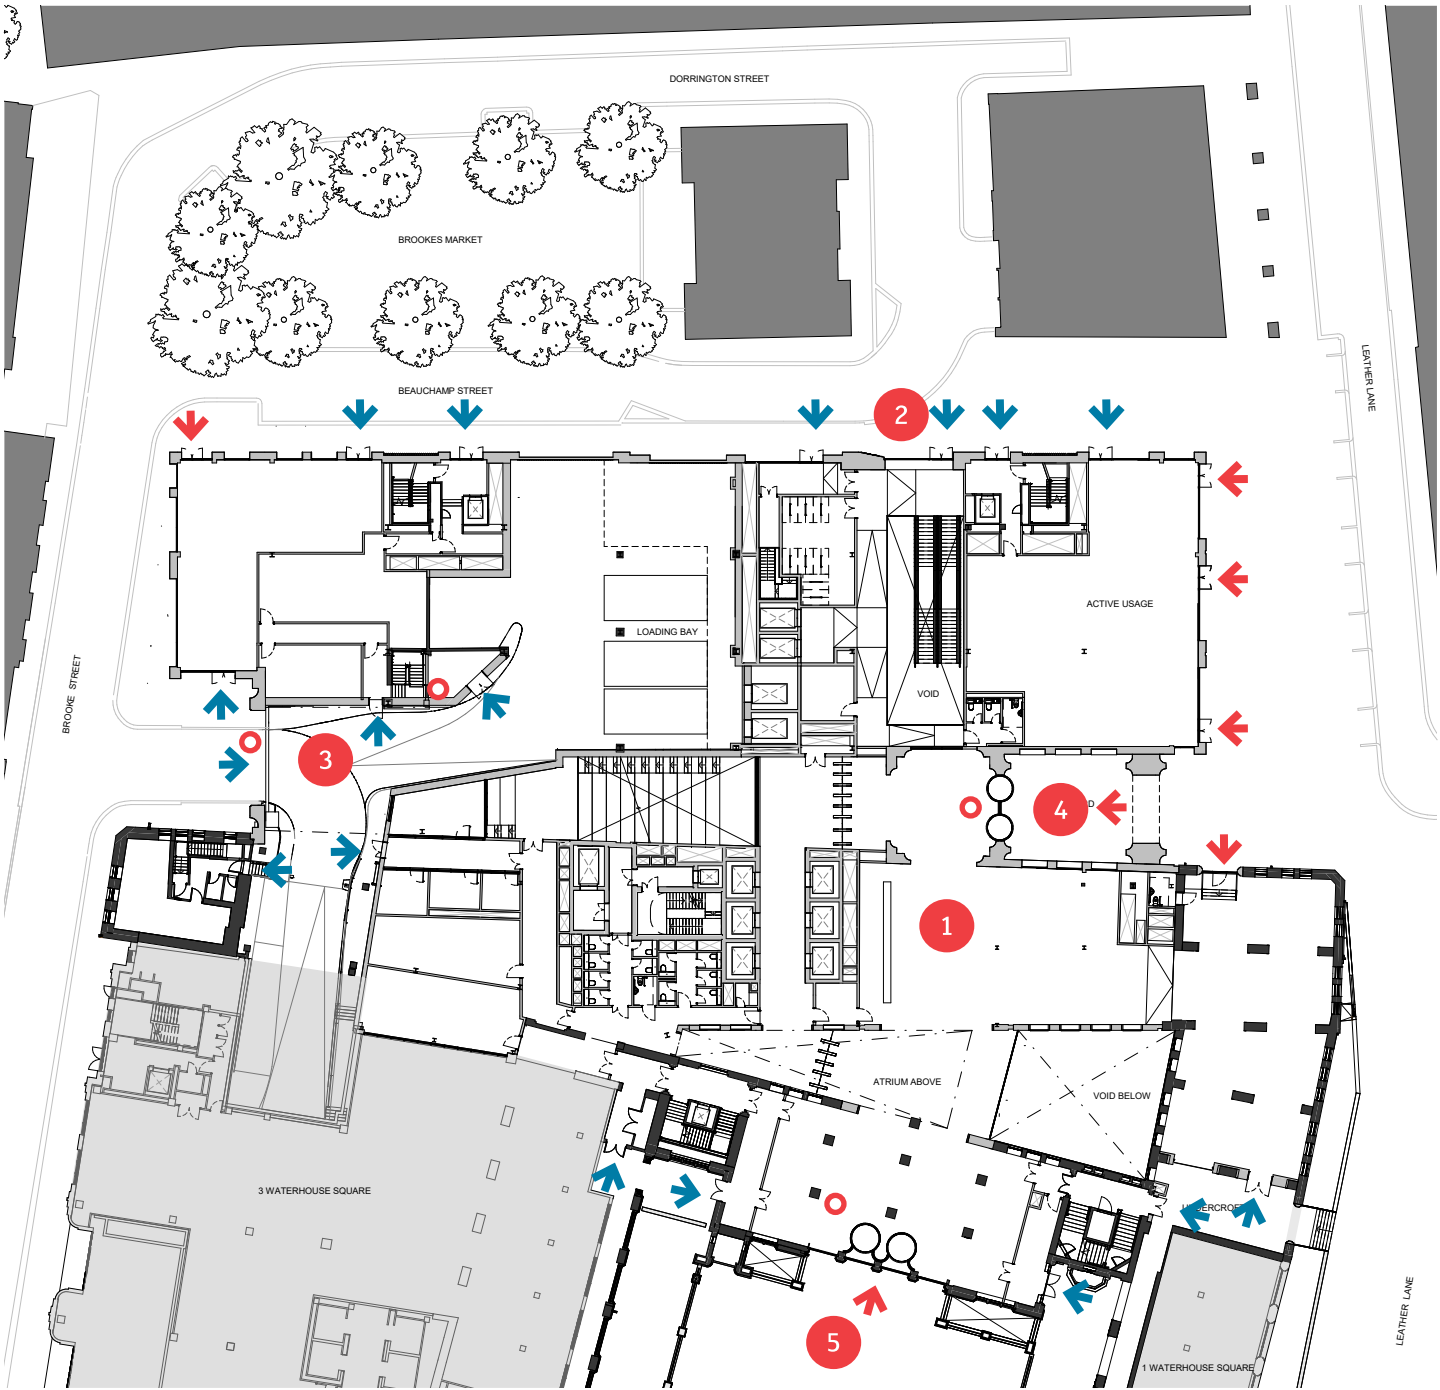 DORRINGTON STREET
BROOKES MARKET
BEAUCHAMP STREET
LEATHER LANE
2
ACTIVE USAGE
LOADING BAY
BROOKE STREET
VOID
3
4
D
1
ATRIUM ABOVE
VOID BELOW
3 WATERHOUSE SQUARE
5
LEATHER LANE
1 WATERHOUSE SQUARE